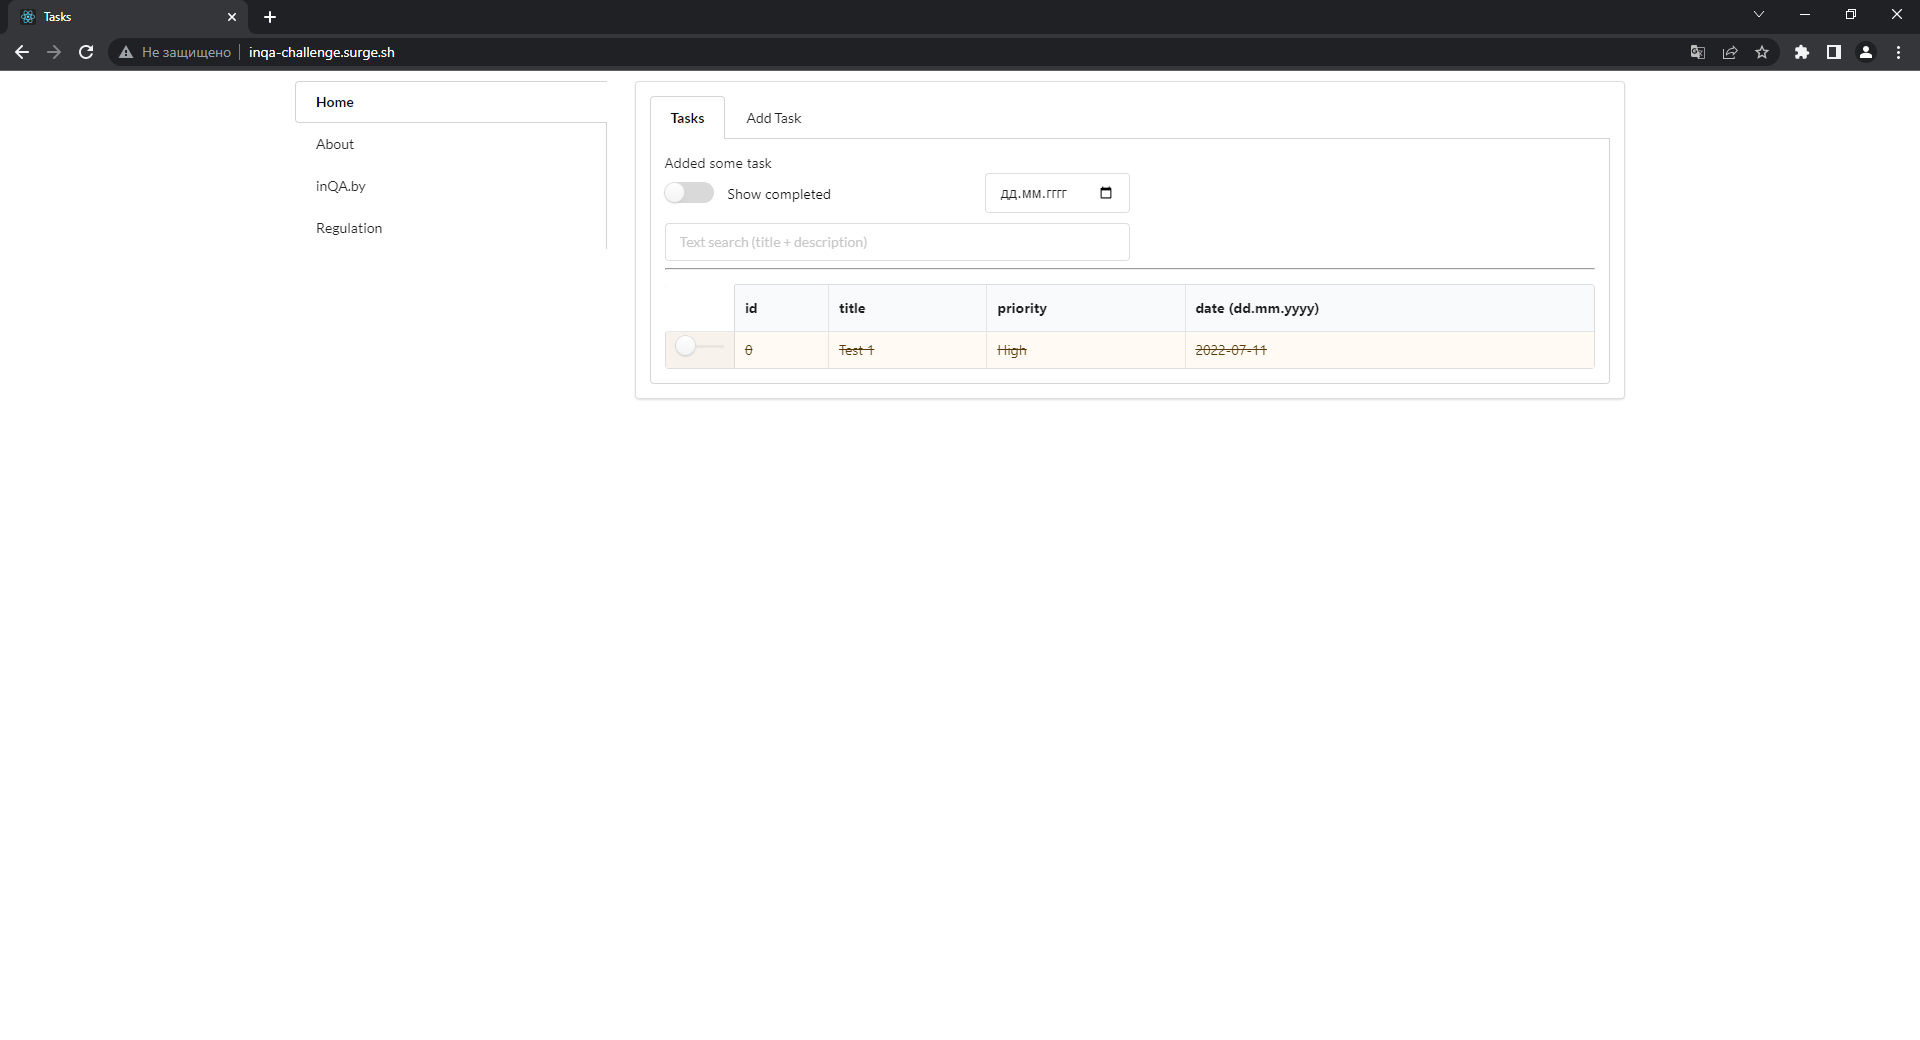 Tasks
Не защищено
inqa-challenge.surge.sh
Home
About
inQA.by
Regulation
Tasks
Add Task
Added some task
Show completed
дд.мм.гггг
Text search (title + description)
id title priority date (dd.mm.yyyy)
0 Test 1 High 2022-07-11